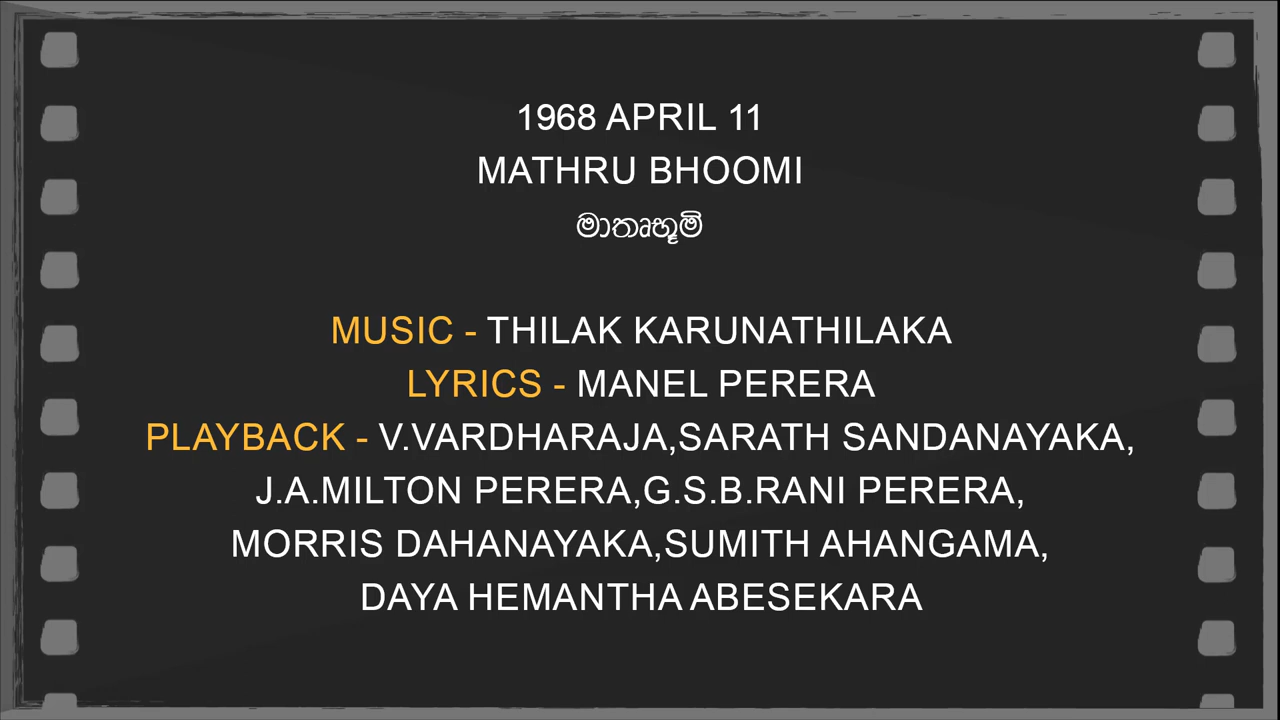 1968 APRIL 11
MATHRU BHOOMI
මාතෘභූමි
MUSIC - THILAK KARUNATHILAKA
LYRICS - MANEL PERERA
PLAYBACK - V.VARDHARAJA,SARATH SANDANAYAKA,
J.A.MILTON PERERA,G.S.B.RANI PERERA,
MORRIS DAHANAYAKA,SUMITH AHANGAMA,
DAYA HEMANTHA ABESEKARA